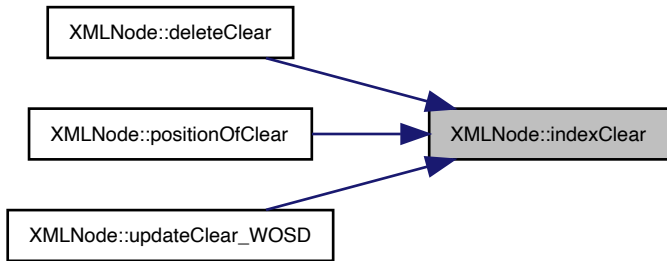 XMLNode::deleteClear
XMLNode::positionOfClear
XMLNode::indexClear
XMLNode::updateClear_WOSD